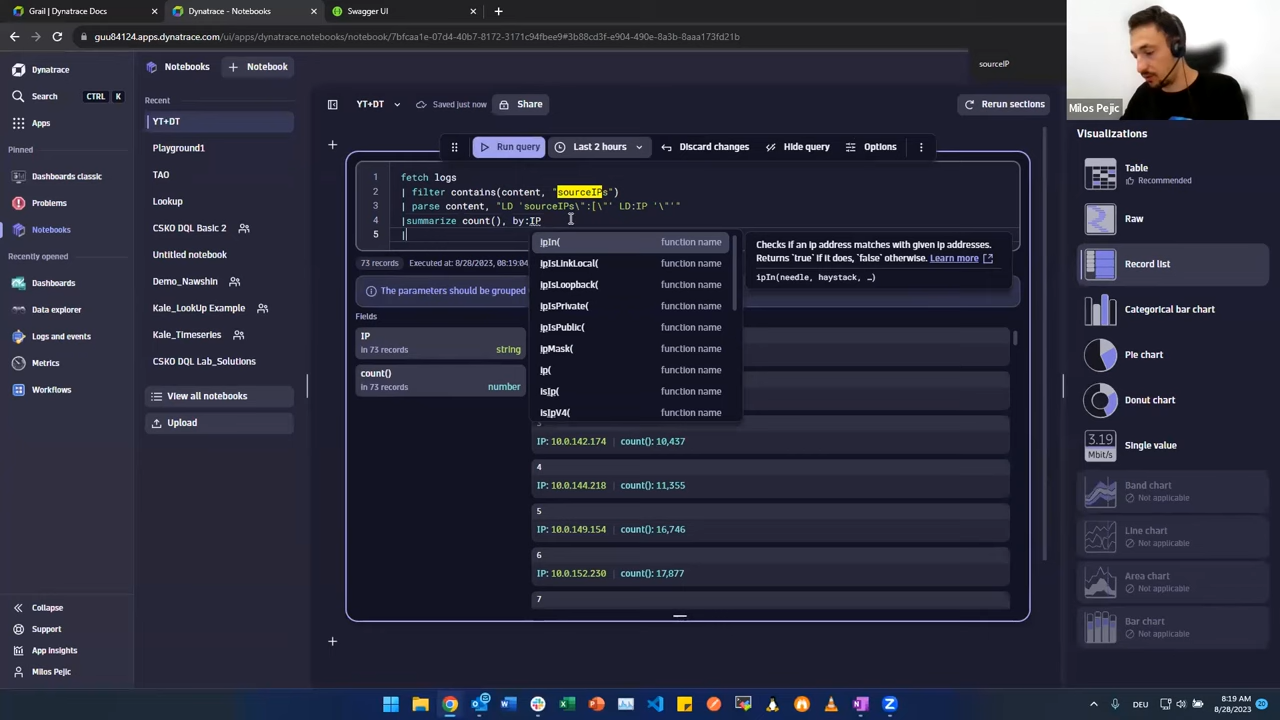 Grail | Dynatrace Docs
Dynatrace - Notebooks
Swagger UI
guu84124.apps.dynatrace.com/ui/apps/dynatrace.notebooks/notebook/7bfcaa1e-07d4-40b7-8172-3171c94fbee9#3b88cd3f-e904-490e-8a3b-8aaa173fd21b
Dynatrace
Search
CTRL
K
Apps
Pinned
Dashboards classic
Problems
Notebooks
Recently opened
Dashboards
Data explorer
Logs and events
Metrics
Workflows
Collapse
Support
App Insights
Milos Pejic
Notebooks
Notebook
Recent
YT+DT
Playground1
TAO
Lookup
CSKO DQL Basic 2
Untitled notebook
Demo_Nawshin
Kale_LookUp Example
Kale_Timeseries
CSKO DQL Lab_Solutions
View all notebooks
Upload
sourceIP
Milos Pejic
YT+DT
Saved just now
Share
Rerun sections
Run query
Last 2 hours
Discard changes
Hide query
Options
1 fetch logs
2 | filter contains(content, "sourceIPs")
3 | parse content, "LD 'sourceIPs\":[\"' LD:IP '\"'"
4 |summarize count(), by:IP
5 |
73 records
Executed at: 8/28/2023, 08:19:04
The parameters should be grouped
Fields
IP
in 73 records
string
count()
in 73 records
number
ipIn( function name
ipIsLinkLocal( function name
ipIsLoopback( function name
ipIsPrivate( function name
ipIsPublic( function name
ipMask( function name
ip( function name
isIp( function name
isIpV4( function name
Checks if an ip address matches with given ip addresses.
Returns `true` if it does, `false` otherwise. Learn more
ipIn(needle, haystack, …)
3
IP: 10.0.142.174 | count(): 10,437
4
IP: 10.0.144.218 | count(): 11,355
5
IP: 10.0.149.154 | count(): 16,746
6
IP: 10.0.152.230 | count(): 17,877
7
Visualizations
Table
Recommended
Raw
Record list
Categorical bar chart
Pie chart
Donut chart
3.19
Mbit/s
Single value
Band chart
Not applicable
Line chart
Not applicable
Area chart
Not applicable
Bar chart
Not applicable
DEU
8:19 AM
8/28/2023
20